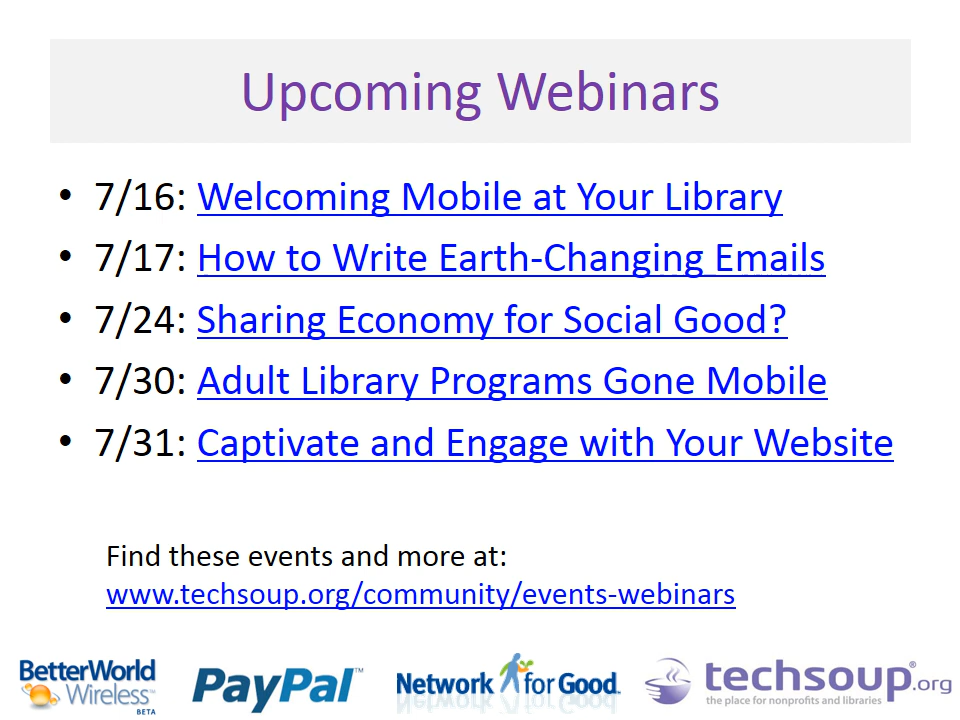 Upcoming Webinars
• 7/16: Welcoming Mobile at Your Library
• 7/17: How to Write Earth-Changing Emails
• 7/24: Sharing Economy for Social Good?
• 7/30: Adult Library Programs Gone Mobile
• 7/31: Captivate and Engage with Your Website
Find these events and more at:
www.techsoup.org/community/events-webinars
BetterWorld
Wireless™
BETA
PayPal™
Network for Good.
techsoup®.org
the place for nonprofits and libraries